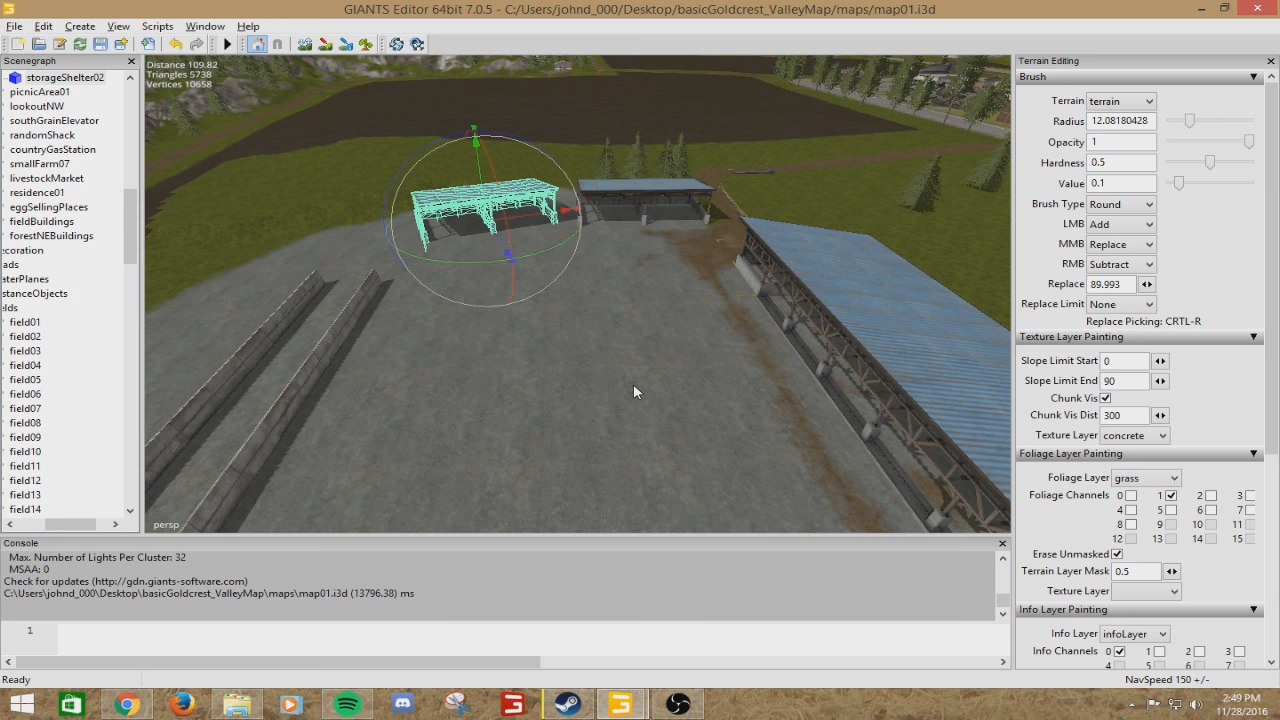 GIANTS Editor 64bit 7.0.5 - C:/Users/johnd_000/Desktop/basicGoldcrest_ValleyMap/maps/map01.i3d
File Edit Create View Scripts Window Help
Scenegraph
storageShelter02
picnicArea01
lookoutNW
southGrainElevator
randomShack
countryGasStation
smallFarm07
livestockMarket
residence01
eggSellingPlaces
fieldBuildings
forestNEBuildings
ecoration
ads
aterPlanes
stanceObjects
elds
field01
field02
field03
field04
field05
field06
field07
field08
field09
field10
field11
field12
field13
field14
Distance 109.82
Triangles 5738
Vertices 10658
persp
Terrain Editing
Brush
Terrain terrain
Radius 12.08180428
Opacity 1
Hardness 0.5
Value 0.1
Brush Type Round
LMB Add
MMB Replace
RMB Subtract
Replace 89.993
Replace Limit None
Replace Picking: CRTL-R
Texture Layer Painting
Slope Limit Start 0
Slope Limit End 90
Chunk Vis
Chunk Vis Dist 300
Texture Layer concrete
Foliage Layer Painting
Foliage Layer grass
Foliage Channels 0 1 2 3
4 5 6 7
8 9 10 11
12 13 14 15
Erase Unmasked
Terrain Layer Mask 0.5
Texture Layer
Info Layer Painting
Info Layer infoLayer
Info Channels 0 1 2 3
4 5 6 7
Console
Max. Number of Lights Per Cluster: 32
MSAA: 0
Check for updates (http://gdn.giants-software.com)
C:\Users\johnd_000\Desktop\basicGoldcrest_ValleyMap\maps\map01.i3d (13796.38) ms
1
Ready
NavSpeed 150 +/-
2:49 PM
11/28/2016